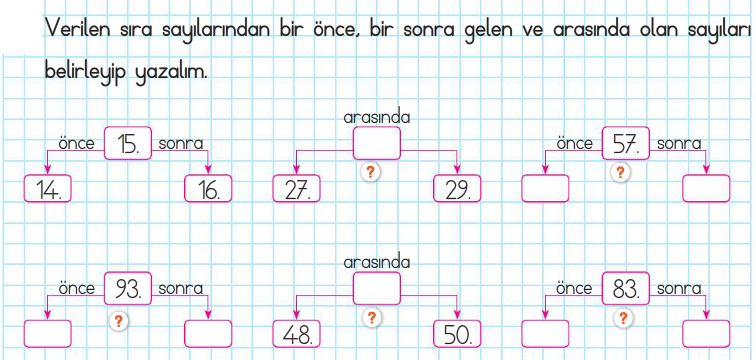 Verilen sıra sayılarından bir önce, bir sonra gelen ve arasında olan sayıları
belirleyip yazalım.
önce 15. sonra
14. 16.
arasında
?
27. 29.
önce 57. sonra
?
önce 93. sonra
?
arasında
?
48. 50.
önce 83. sonra
?